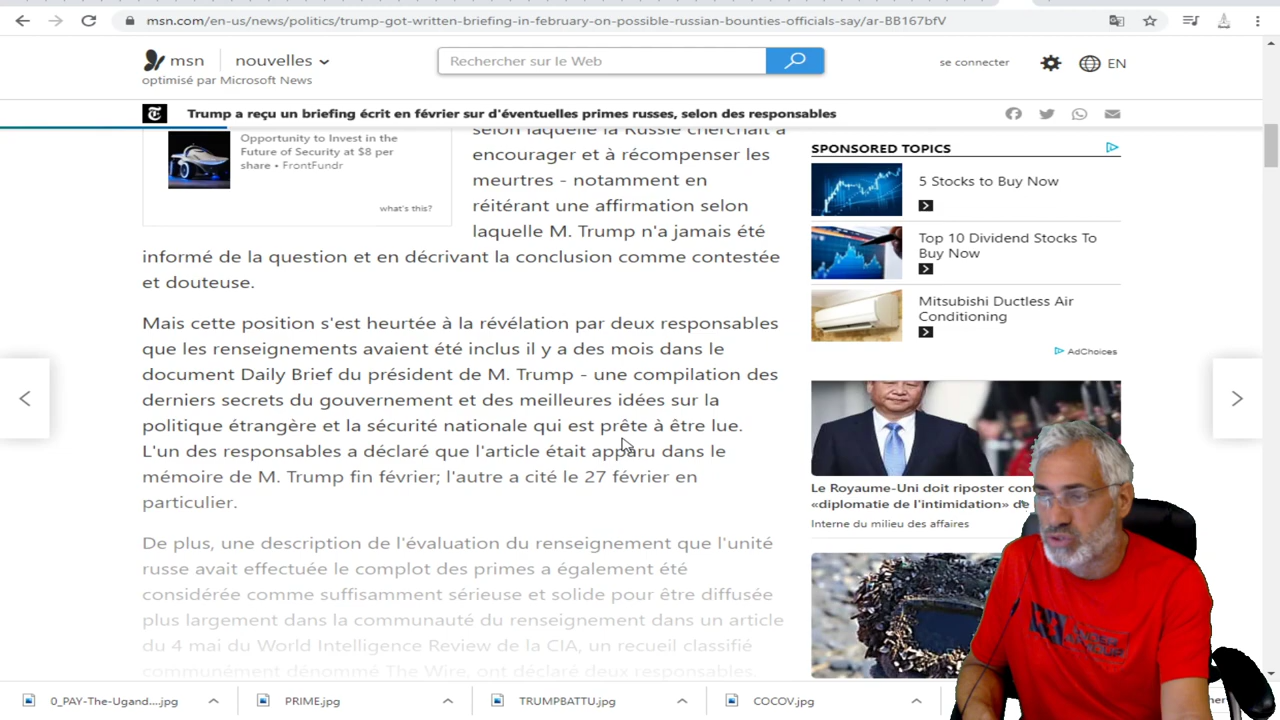 msn.com/en-us/news/politics/trump-got-written-briefing-in-february-on-possible-russian-bounties-officials-say/ar-BB167bfV
msn
nouvelles
optimisé par Microsoft News
Rechercher sur le Web
se connecter
EN
Trump a reçu un briefing écrit en février sur d'éventuelles primes russes, selon des responsables
Opportunity to Invest in the
Future of Security at $8 per
share • FrontFundr
what's this?
selon laquelle la Russie cherchait à
encourager et à récompenser les
meurtres - notamment en
réitérant une affirmation selon
laquelle M. Trump n'a jamais été
informé de la question et en décrivant la conclusion comme contestée
et douteuse.
Mais cette position s'est heurtée à la révélation par deux responsables
que les renseignements avaient été inclus il y a des mois dans le
document Daily Brief du président de M. Trump - une compilation des
derniers secrets du gouvernement et des meilleures idées sur la
politique étrangère et la sécurité nationale qui est prête à être lue.
L'un des responsables a déclaré que l'article était apparu dans le
mémoire de M. Trump fin février; l'autre a cité le 27 février en
particulier.
De plus, une description de l'évaluation du renseignement que l'unité
russe avait effectuée le complot des primes a également été
considérée comme suffisamment sérieuse et solide pour être diffusée
plus largement dans la communauté du renseignement dans un article
du 4 mai du World Intelligence Review de la CIA, un recueil classifié
communément dénommé The Wire, ont déclaré deux responsables.
SPONSORED TOPICS
5 Stocks to Buy Now
Top 10 Dividend Stocks To
Buy Now
Mitsubishi Ductless Air
Conditioning
AdChoices
Le Royaume-Uni doit riposter
«diplomatie de l'intimidation» de
Interne du milieu des affaires
0_PAY-The-Ugand....jpg
PRIME.jpg
TRUMPBATTU.jpg
COCOV.jpg